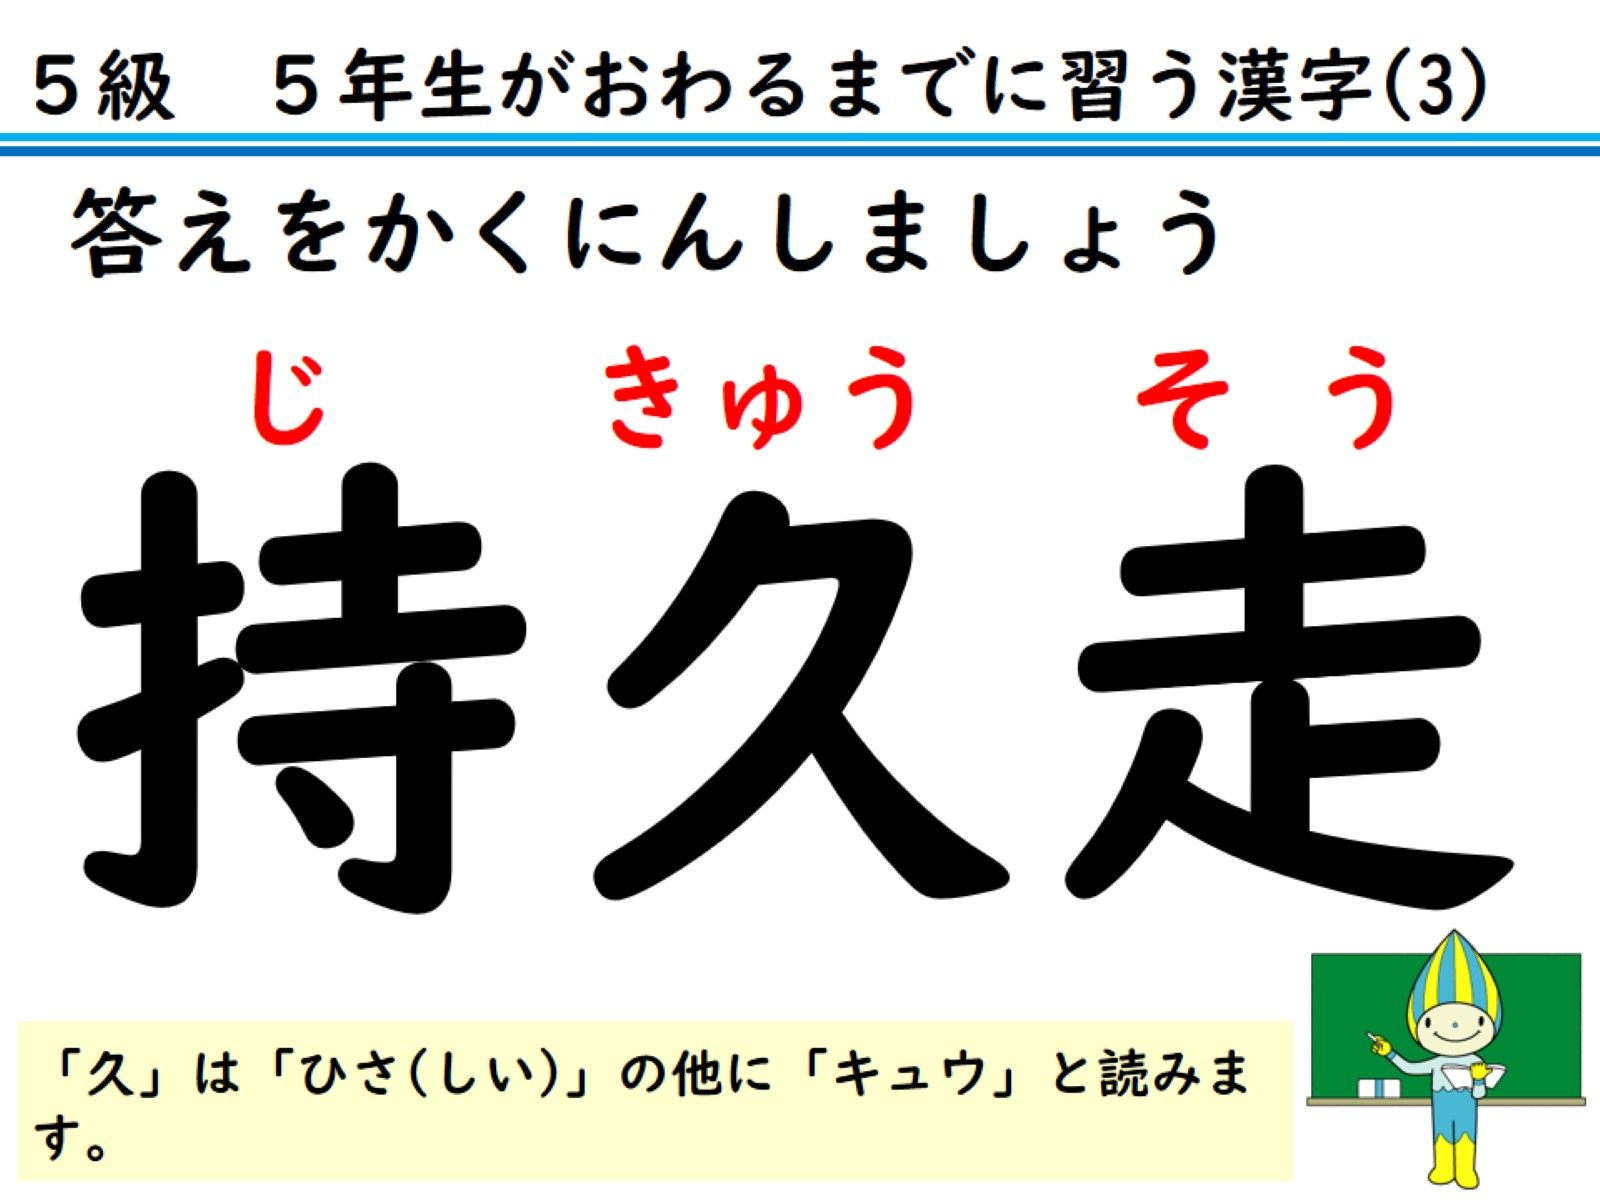 ５級　５年生がおわるまでに習う漢字(3)
答えをかくにんしましょう
じ　きゅう　そう
持久走
「久」は「ひさ(しい)」の他に「キュウ」と読みま
す。